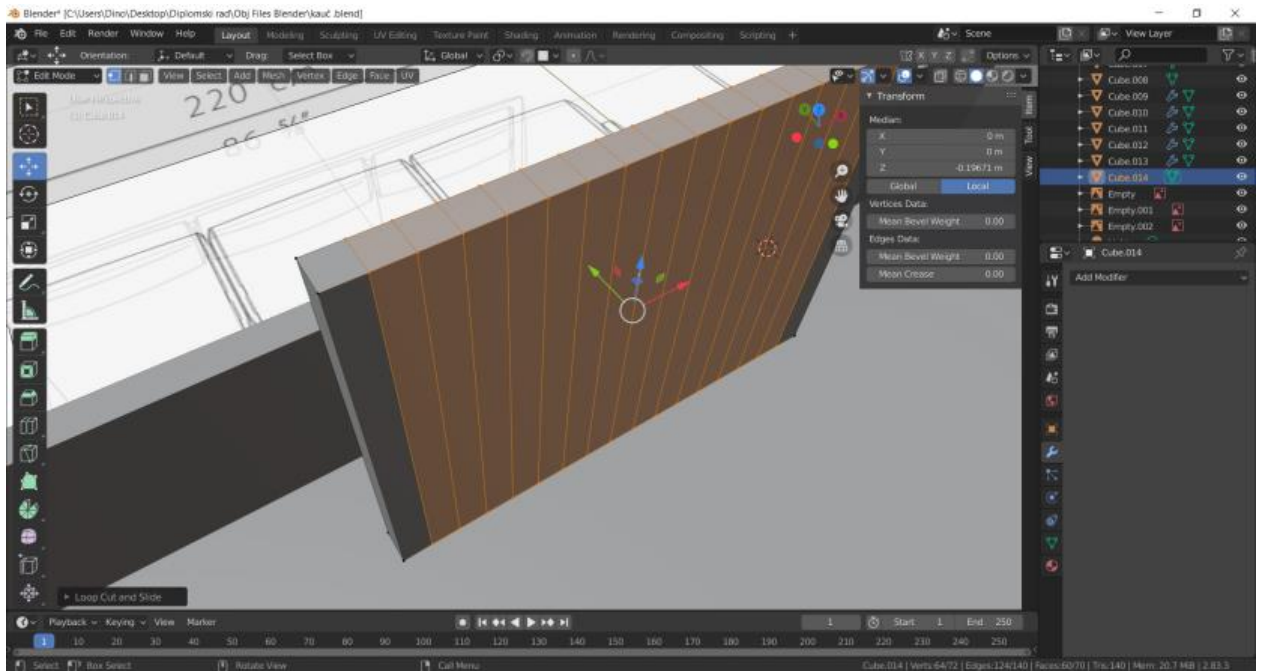 Blender* [C:\Users\Dino\Desktop\Diplomski rad\Obj Files Blender\kauč .blend]
File Edit Render Window Help Layout Modeling Sculpting UV Editing Texture Paint Shading Animation Rendering Compositing Scripting + Scene View Layer
Orientation: Default Drag: Select Box Global X Y Z Options
Edit Mode View Select Add Mesh Vertex Edge Face UV
User Perspective
(1) Cube.014
220 cm
86
Transform
Median:
X 0 m
Y 0 m
Z -0.19671 m
Global Local
Vertices Data:
Mean Bevel Weight 0.00
Edges Data:
Mean Bevel Weight 0.00
Mean Crease 0.00
Item
Tool
View
Cube.008
Cube.009
Cube.010
Cube.011
Cube.012
Cube.013
Cube.014
Empty
Empty.001
Empty.002
Cube.014
Add Modifier
Loop Cut and Slide
Playback Keying View Marker 1 Start 1 End 250
1 10 20 30 40 50 60 70 80 90 100 110 120 130 140 150 160 170 180 190 200 210 220 230 240 250
Select Box Select Rotate View Call Menu Cube.014 | Verts:64/72 | Edges:124/140 | Faces:60/70 | Tris:140 | Mem: 20.7 MiB | 2.83.3